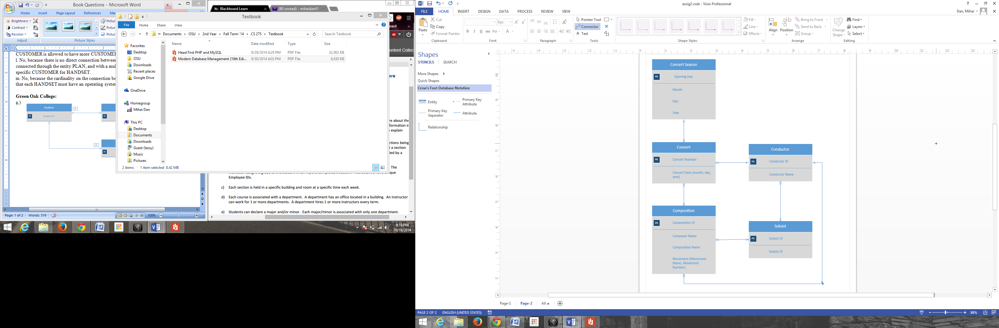 Book Questions - Microsoft Word
P...
Home Insert Page Layout References Mai
Brightness
Contrast
Recolor
Adjust
Picture Styles
Pictur
Pictur
Pictur
CUSTOMER is allowed to have more CUSTOME
l. No, because there is no direct connection between
connected through the entity PLAN, and with a mul
specific CUSTOMER for HANDSET.
m. No, because the cardinality on the connection be
that each HANDSET must have an operating system
Green Oak College:
a.)
Student
PK Student ID
A
PK
A
PK
Page: 1 of 2 Words: 319 100%
Textbook
File Home Share View
« Documents OSU 2nd Year Fall Term '14 CS 275 Textbook
Search Textbook
Name Date modified Type Size
Head First PHP and MySQL 9/29/2014 4:29 PM PDF File 32,902 KB
Modern Database Management (10th Edi... 9/30/2014 4:03 PM PDF File 8,630 KB
Favorites
Desktop
OSU
Downloads
Recent places
Google Drive
OneDrive
Homegroup
Mihai Dan
This PC
Desktop
Documents
Downloads
Guest (lassy)
Music
Pictures
2 items 1 item selected 8.42 MB
Blackboard Learn
(80 unread) - mihaidan95
ABP
oard
42
ontent Collec
ere
re about the
formation in
explain
ctions being
t a section
ied by a
The
que
Employee IDs.
c) Each section is held in a specific building and room at a specific time each week.
d) Each course is associated with a department. A department has an office located in a building. An instructor
can work for 1 or more departments. A department hires 1 or more instructors every term.
e) Students can declare a major and/or minor. Each major/minor is associated with only one department.
9:18 PM
10/19/2014
assig2.vsdx - Visio Professional
Dan, Mihai
FILE HOME INSERT DESIGN DATA PROCESS REVIEW VIEW
Paste
Cut
Copy
Format Painter
Clipboard
8pt.
B I U abc Aa A
Font
Paragraph
Pointer Tool
Connector
A Text
Tools
Shape Styles
Fill
Line
Effects
Align
Position
Bring to Front
Send to Back
Group
Arrange
Change
Shape
Find
Layers
Select
Editing
Shapes
STENCILS SEARCH
More Shapes
Quick Shapes
Crow's Foot Database Notation
Entity
Primary Key
Attribute
Primary Key
Separator
Attribute
Relationship
Concert Season
PK Opening Day
Month
Day
Year
Concert
PK Concert Number
Concert Date {month, day,
year}
Conductor
PK Conductor ID
Conductor Name
Composition
PK Composition ID
Composer Name
Composition Name
Movement {Movement
Name, Movement
Number}
Soloist
PK Soloist ID
Soloist ID
Page-1 Page-2 All
PAGE 2 OF 2 ENGLISH (UNITED STATES)
88%